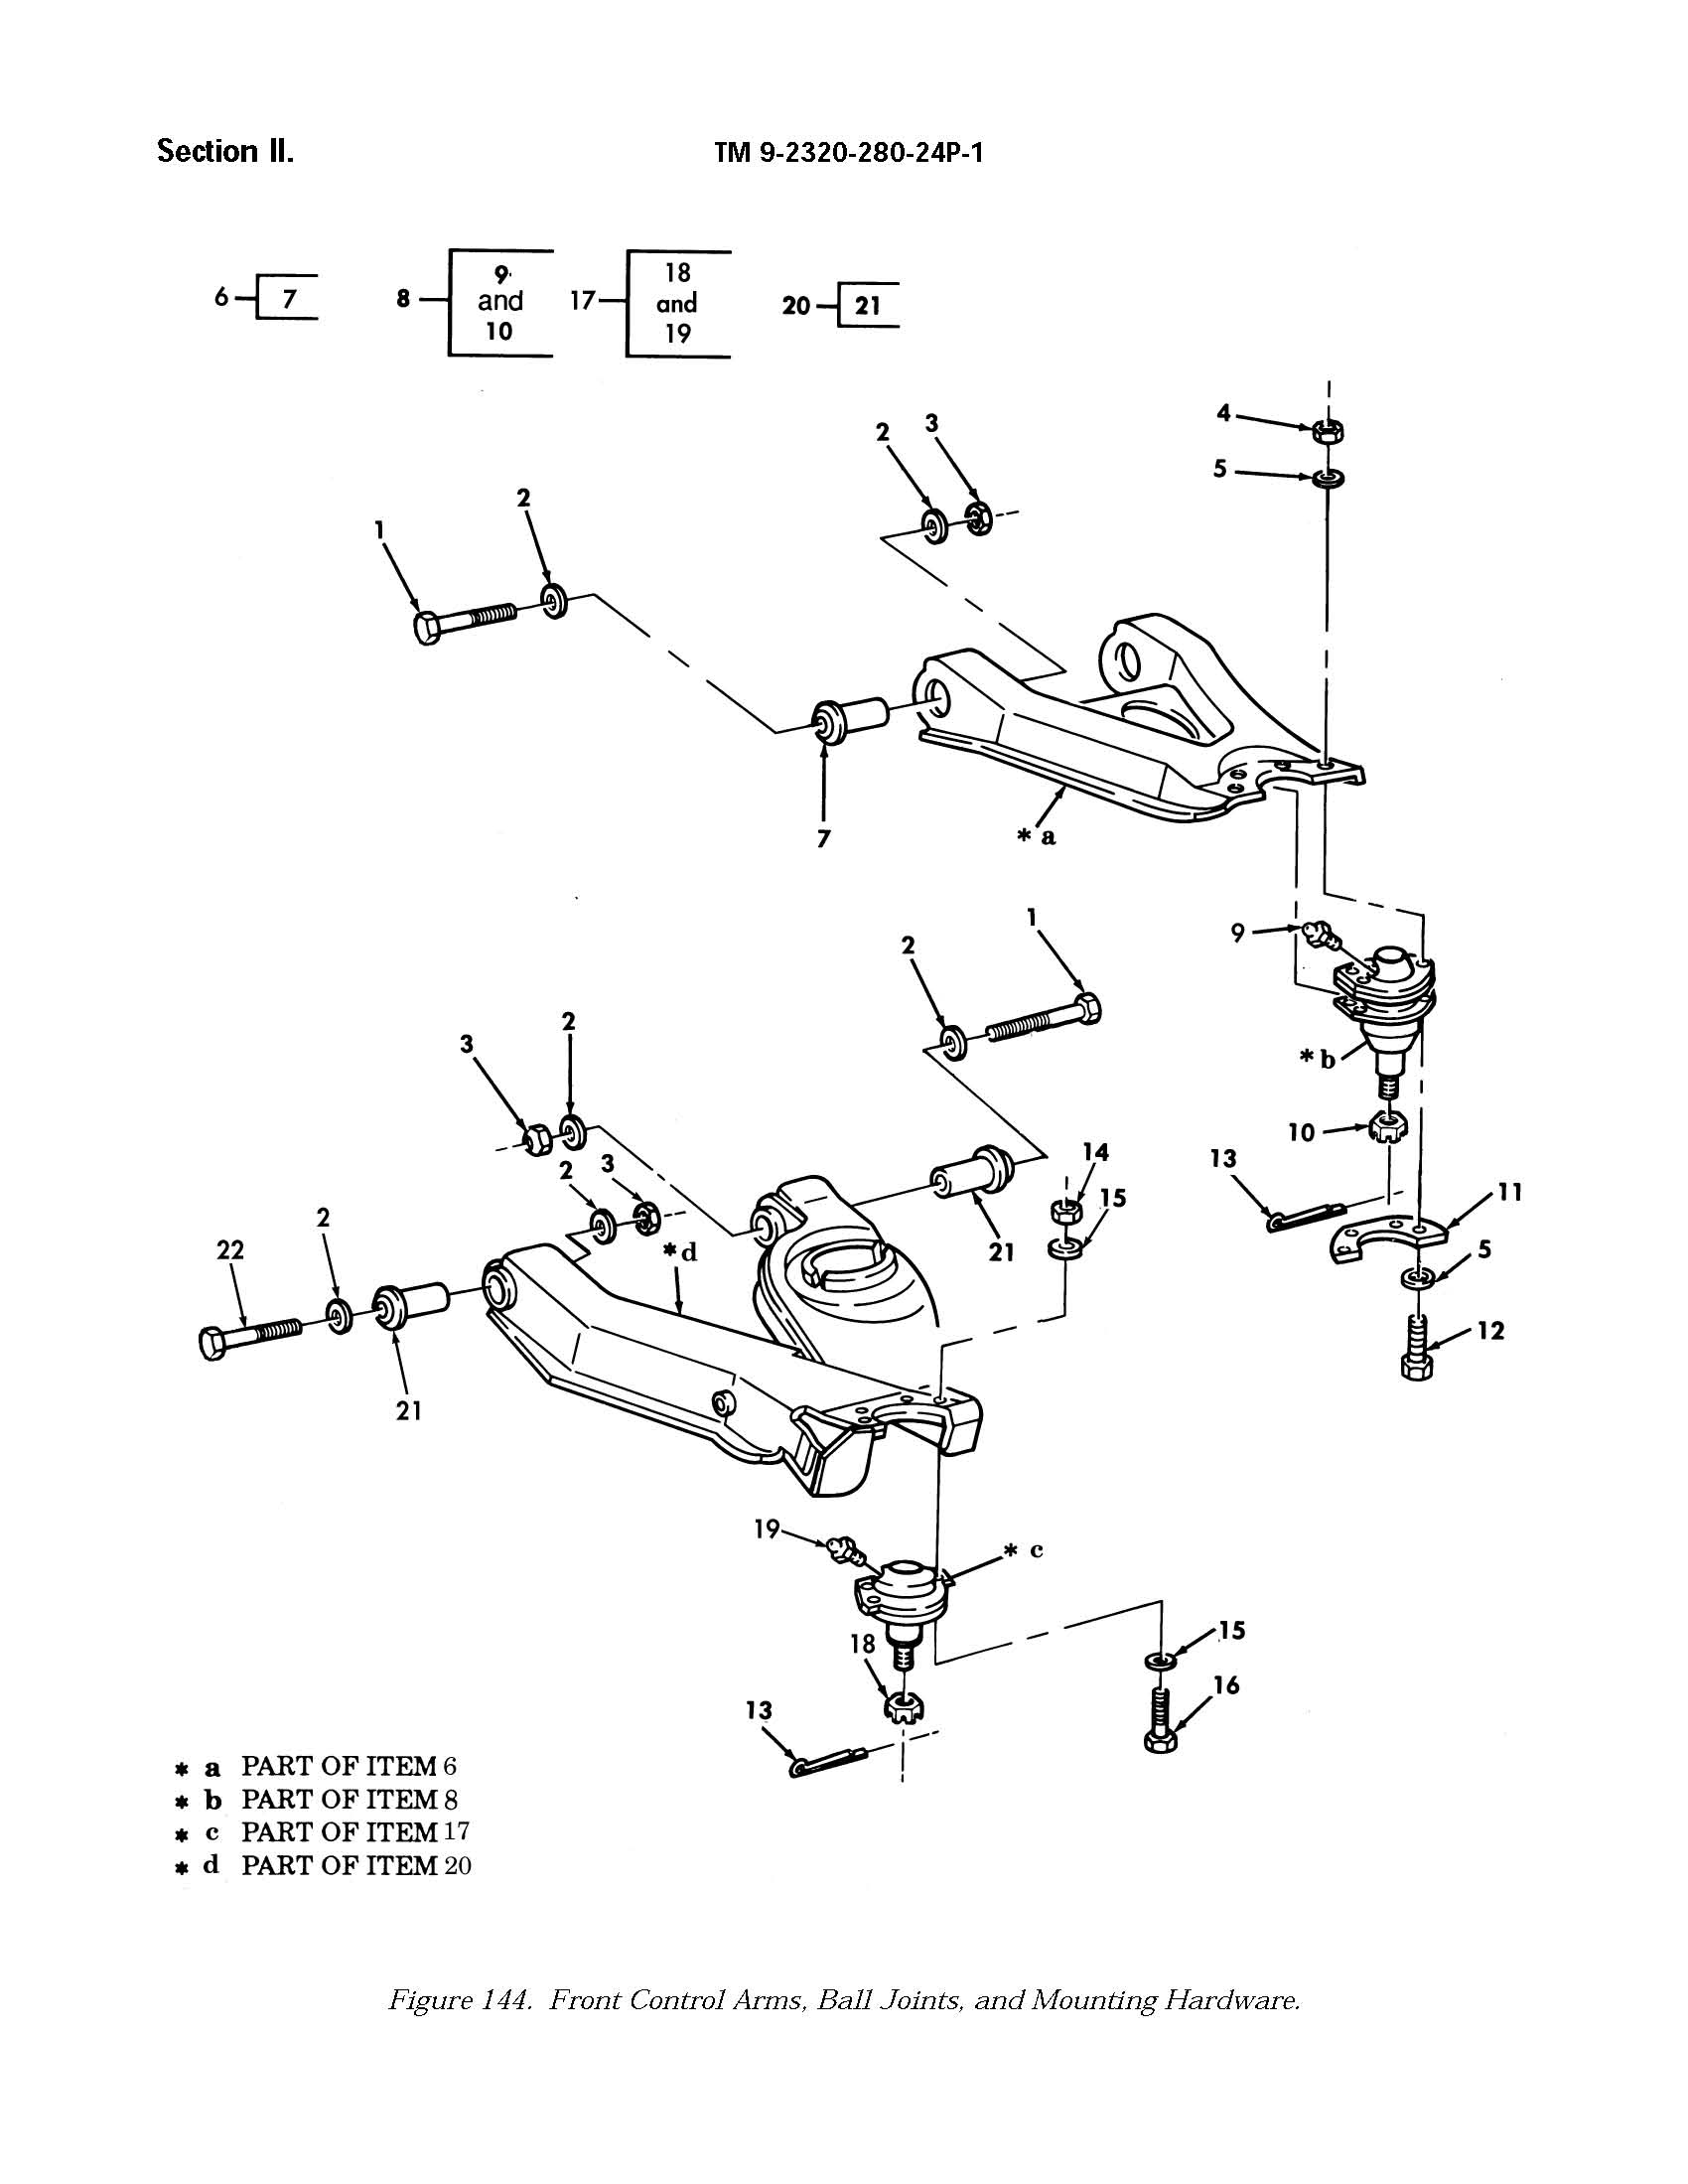 Section II.
TM 9-2320-280-24P-1
6 7
8 9 and 10
17 18 and 19
20 21
4
3
2
5
2
1
7
* a
1
2
9
2
3
* b
10
14
13
2 3
15
11
2
22
* d
21
5
12
21
19
* c
15
18
16
13
* a PART OF ITEM 6
* b PART OF ITEM 8
* c PART OF ITEM 17
* d PART OF ITEM 20
Figure 144. Front Control Arms, Ball Joints, and Mounting Hardware.